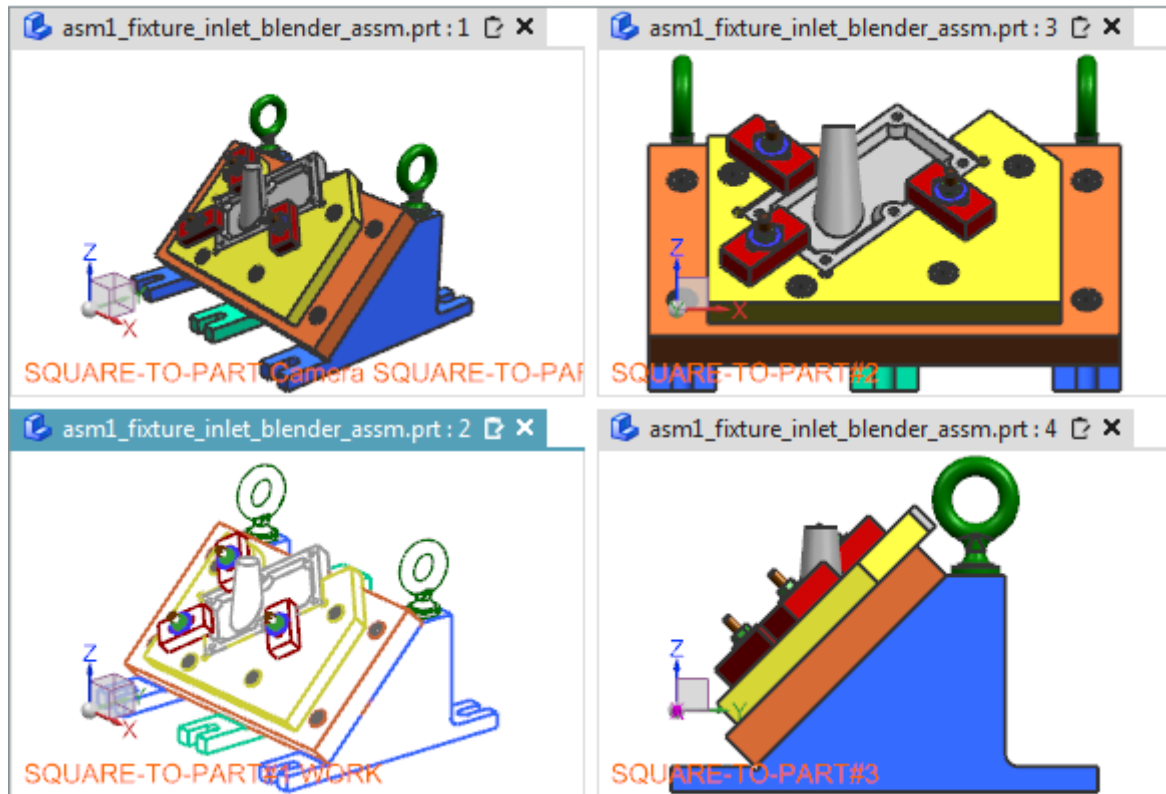 asm1_fixture_inlet_blender_assm.prt : 1
Z
X
SQUARE-TO-PART Camera SQUARE-TO-PAR
asm1_fixture_inlet_blender_assm.prt : 3
Z
X
SQUARE-TO-PART#2
asm1_fixture_inlet_blender_assm.prt : 2
Z
X
SQUARE-TO-PART#1 WORK
asm1_fixture_inlet_blender_assm.prt : 4
Z
Y
SQUARE-TO-PART#3